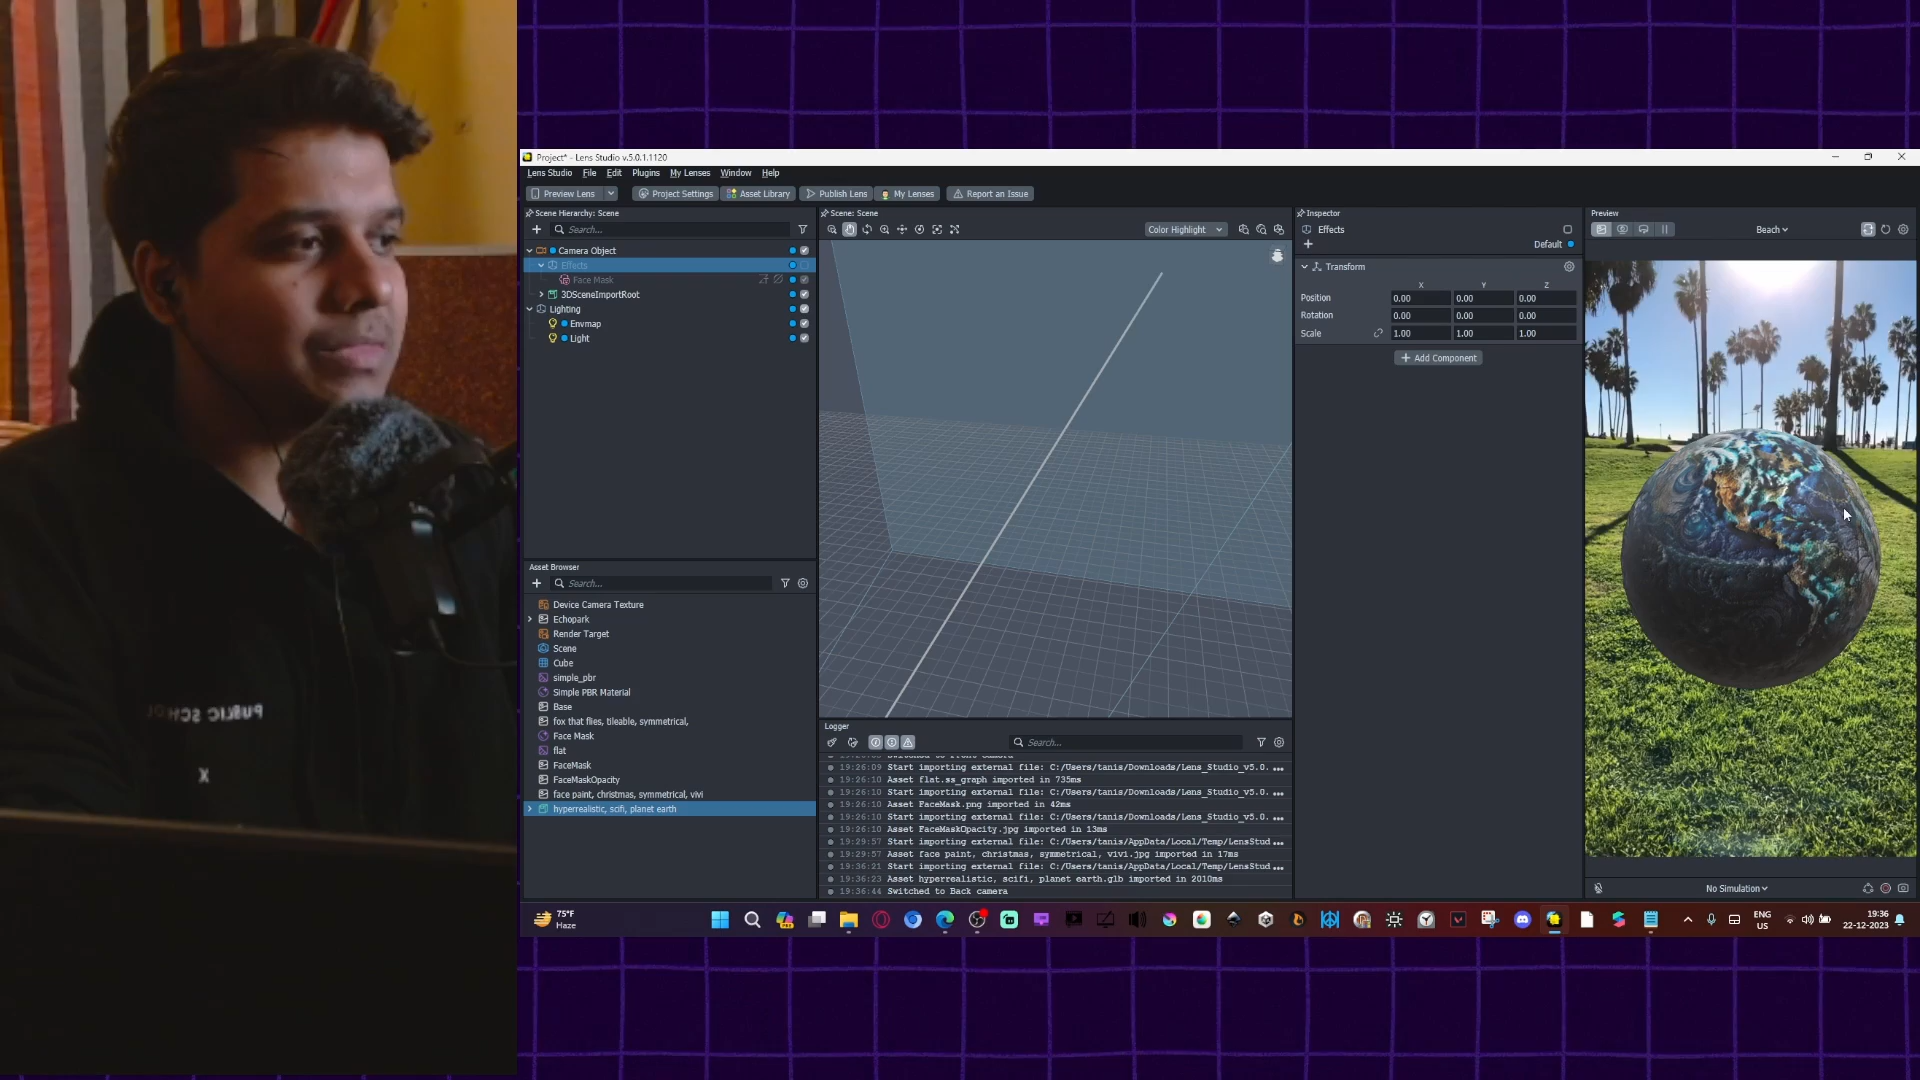 Project* - Lens Studio v.5.0.1.1120
Lens Studio File Edit Plugins My Lenses Window Help
Preview Lens Project Settings Asset Library Publish Lens My Lenses Report an Issue
Scene Hierarchy: Scene
Search...
Camera Object
Effects
Face Mask
3DSceneImportRoot
Lighting
Envmap
Light
Asset Browser
Search...
Device Camera Texture
Echopark
Render Target
Scene
Cube
simple_pbr
Simple PBR Material
Base
fox that flies, tileable, symmetrical,
Face Mask
flat
FaceMask
FaceMaskOpacity
face paint, christmas, symmetrical, vivi
hyperrealistic, scifi, planet earth
Scene: Scene
Color Highlight
Logger
Search...
19:26:09 Start importing external file: C:/Users/tanis/Downloads/Lens_Studio_v5.0. ...
19:26:10 Asset flat.ss_graph imported in 735ms
19:26:10 Start importing external file: C:/Users/tanis/Downloads/Lens_Studio_v5.0. ...
19:26:10 Asset FaceMask.png imported in 42ms
19:26:10 Start importing external file: C:/Users/tanis/Downloads/Lens_Studio_v5.0. ...
19:26:10 Asset FaceMaskOpacity.jpg imported in 13ms
19:29:57 Start importing external file: C:/Users/tanis/AppData/Local/Temp/LensStud ...
19:29:57 Asset face paint, christmas, symmetrical, vivi.jpg imported in 17ms
19:36:21 Start importing external file: C:/Users/tanis/AppData/Local/Temp/LensStud ...
19:36:23 Asset hyperrealistic, scifi, planet earth.glb imported in 2010ms
19:36:44 Switched to Back camera
Inspector
Effects
Default
Transform
X Y Z
Position 0.00 0.00 0.00
Rotation 0.00 0.00 0.00
Scale 1.00 1.00 1.00
Add Component
Preview
Beach
No Simulation
75°F
Haze
ENG
US
19:36
22-12-2023
PUBLIC SCHOOL
X